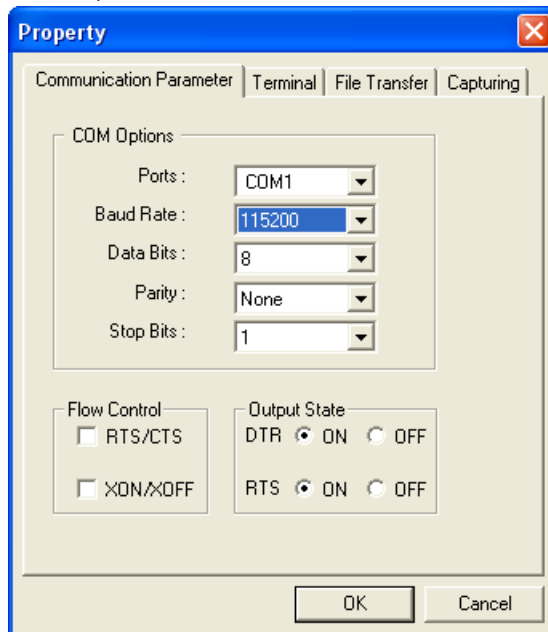 Property
Communication Parameter Terminal File Transfer Capturing
COM Options
Ports : COM1
Baud Rate : 115200
Data Bits : 8
Parity : None
Stop Bits : 1
Flow Control
RTS/CTS
XON/XOFF
Output State
DTR ON OFF
RTS ON OFF
OK Cancel